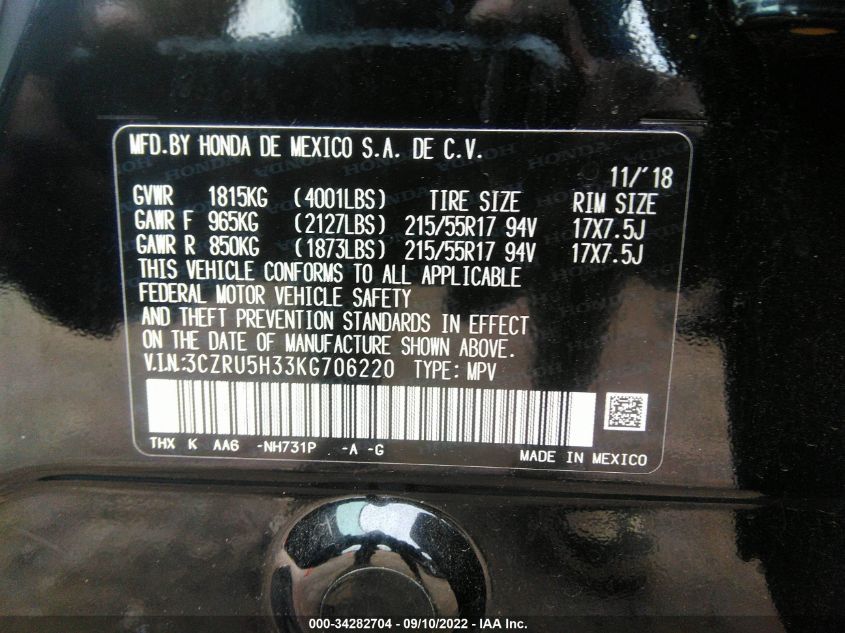 MFD.BY HONDA DE MEXICO S.A. DE C.V.
11/'18
GVWR 1815KG (4001LBS) TIRE SIZE RIM SIZE
GAWR F 965KG (2127LBS) 215/55R17 94V 17X7.5J
GAWR R 850KG (1873LBS) 215/55R17 94V 17X7.5J
THIS VEHICLE CONFORMS TO ALL APPLICABLE
FEDERAL MOTOR VEHICLE SAFETY
AND THEFT PREVENTION STANDARDS IN EFFECT
ON THE DATE OF MANUFACTURE SHOWN ABOVE.
V.I.N.:3CZRU5H33KG706220 TYPE: MPV
THX K AA6 -NH731P -A -G
MADE IN MEXICO
000-34282704 - 09/10/2022 - IAA Inc.